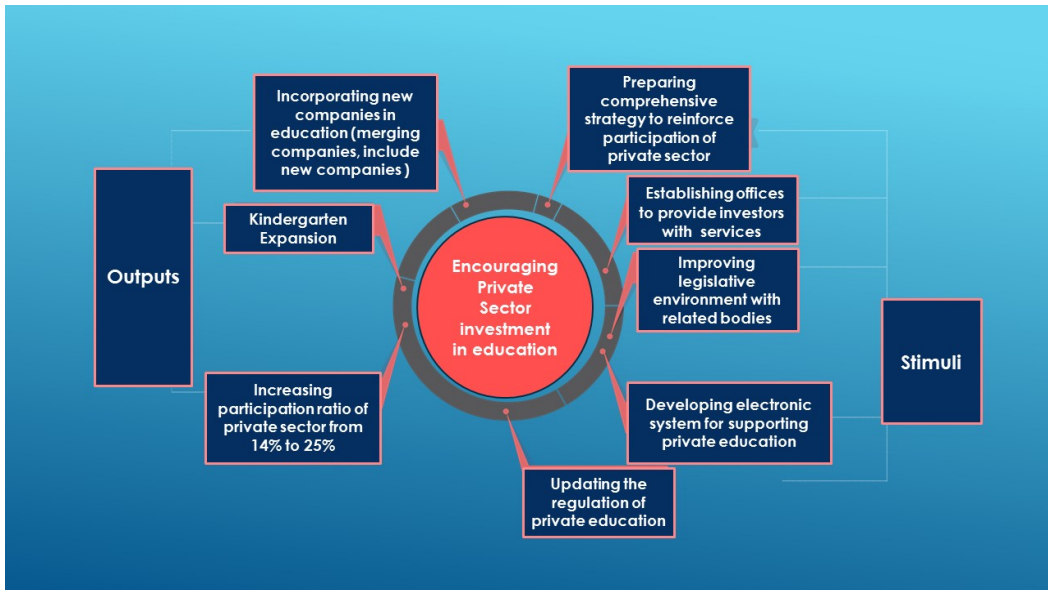 Incorporating new
companies in
education (merging
companies, include
new companies )
Preparing
comprehensive
strategy to reinforce
participation of
private sector
Kindergarten
Expansion
Establishing offices
to provide investors
with services
Outputs
Encouraging
Private
Sector
investment
in education
Improving
legislative
environment with
related bodies
Stimuli
Increasing
participation ratio of
private sector from
14% to 25%
Developing electronic
system for supporting
private education
Updating the
regulation of
private education